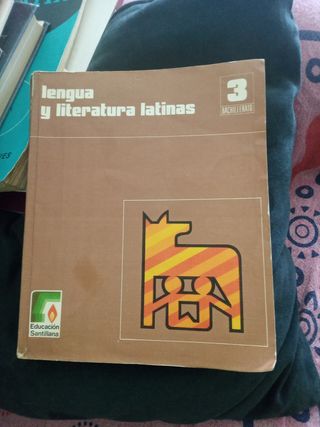 lengua
y literatura latinas
3
BACHILLERATO
Educación
Santillana